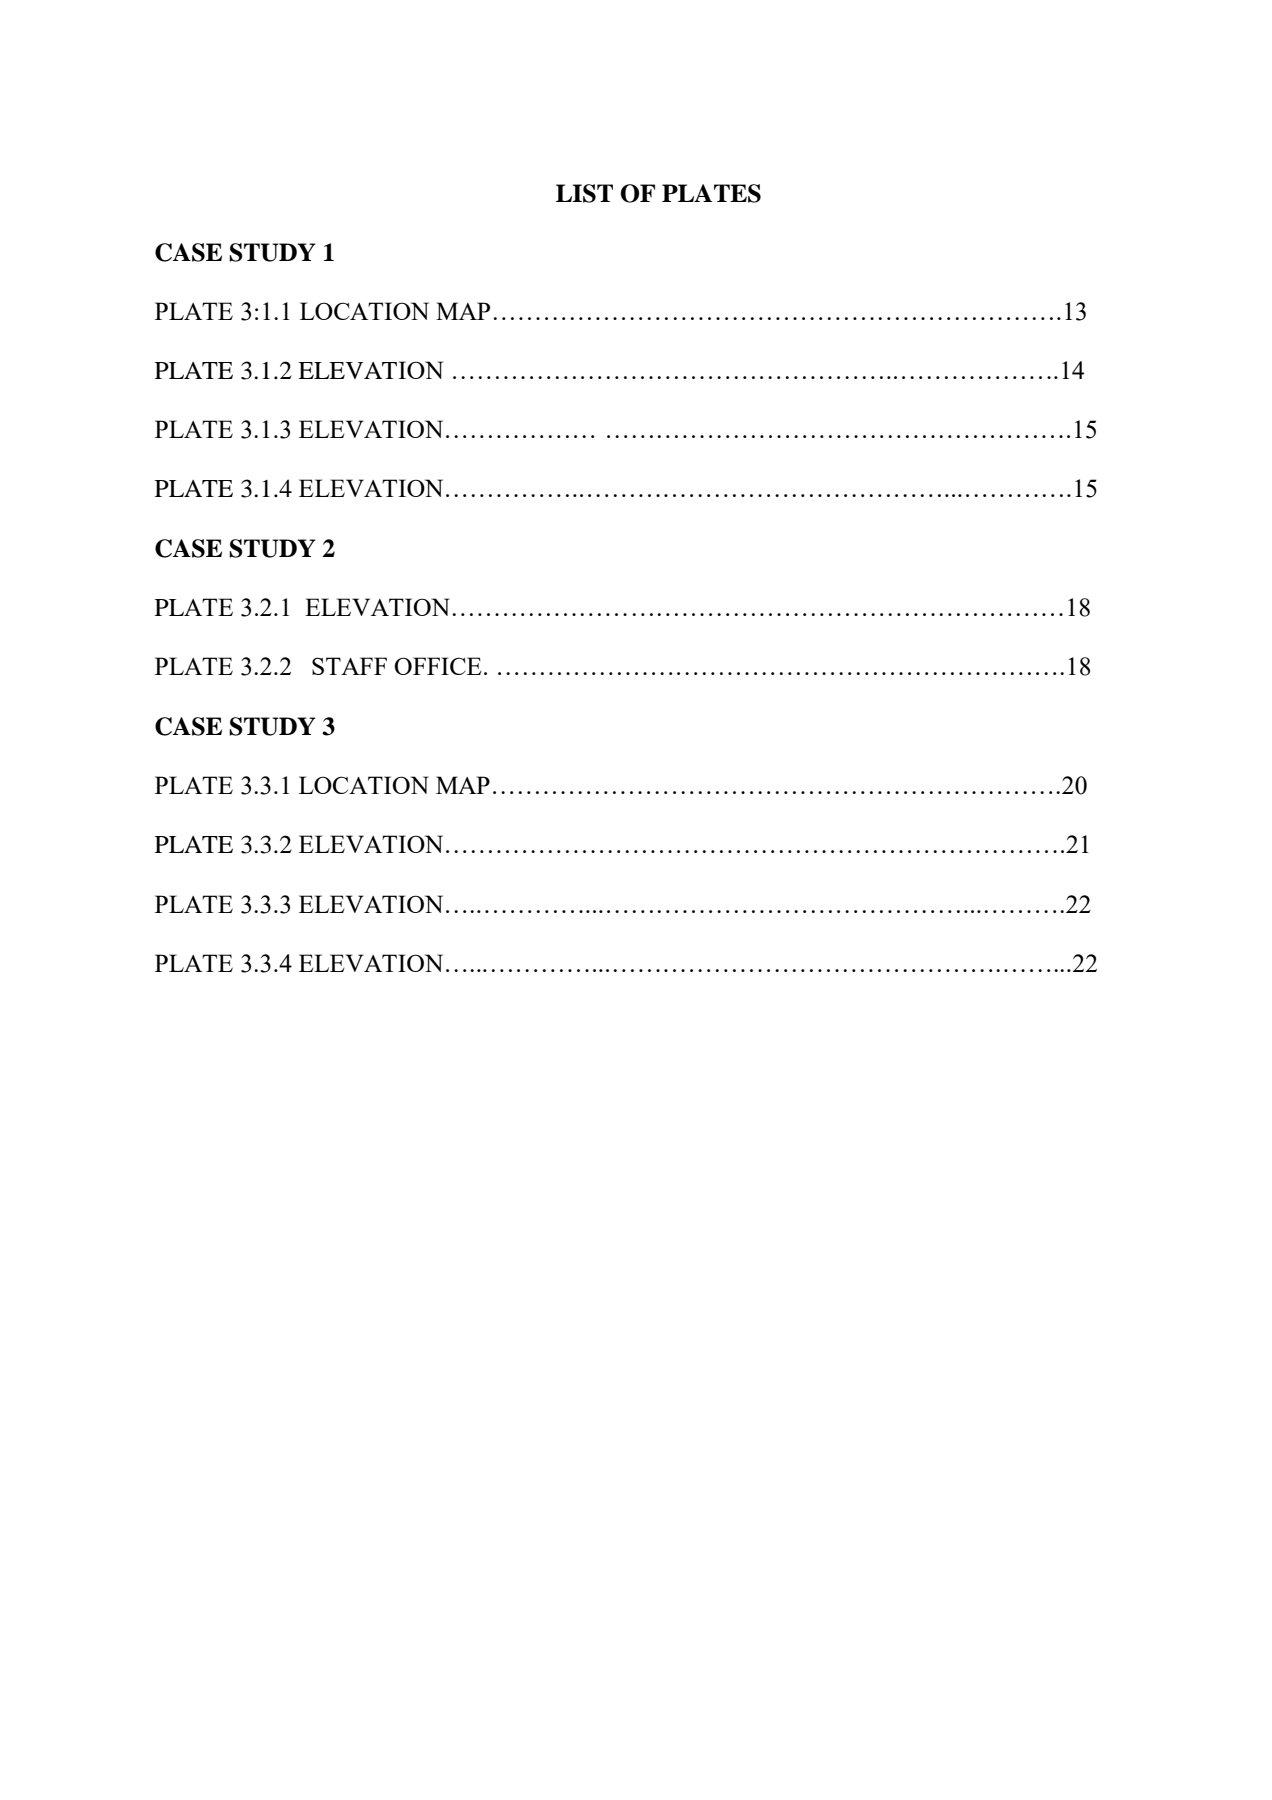 LIST OF PLATES
CASE STUDY 1
PLATE 3:1.1 LOCATION MAP………………………………………………………….13
PLATE 3.1.2 ELEVATION …………………………………………….……………….14
PLATE 3.1.3 ELEVATION……………… ……………………………………………….15
PLATE 3.1.4 ELEVATION…………….……………………………………...………….15
CASE STUDY 2
PLATE 3.2.1  ELEVATION………………………………………………………………18
PLATE 3.2.2   STAFF OFFICE. ………………………………………………………….18
CASE STUDY 3
PLATE 3.3.1 LOCATION MAP………………………………………………………….20
PLATE 3.3.2 ELEVATION……………………………………………………………….21
PLATE 3.3.3 ELEVATION….…………...……………………………………...……….22
PLATE 3.3.4 ELEVATION…..…………...……………………………………….……...22